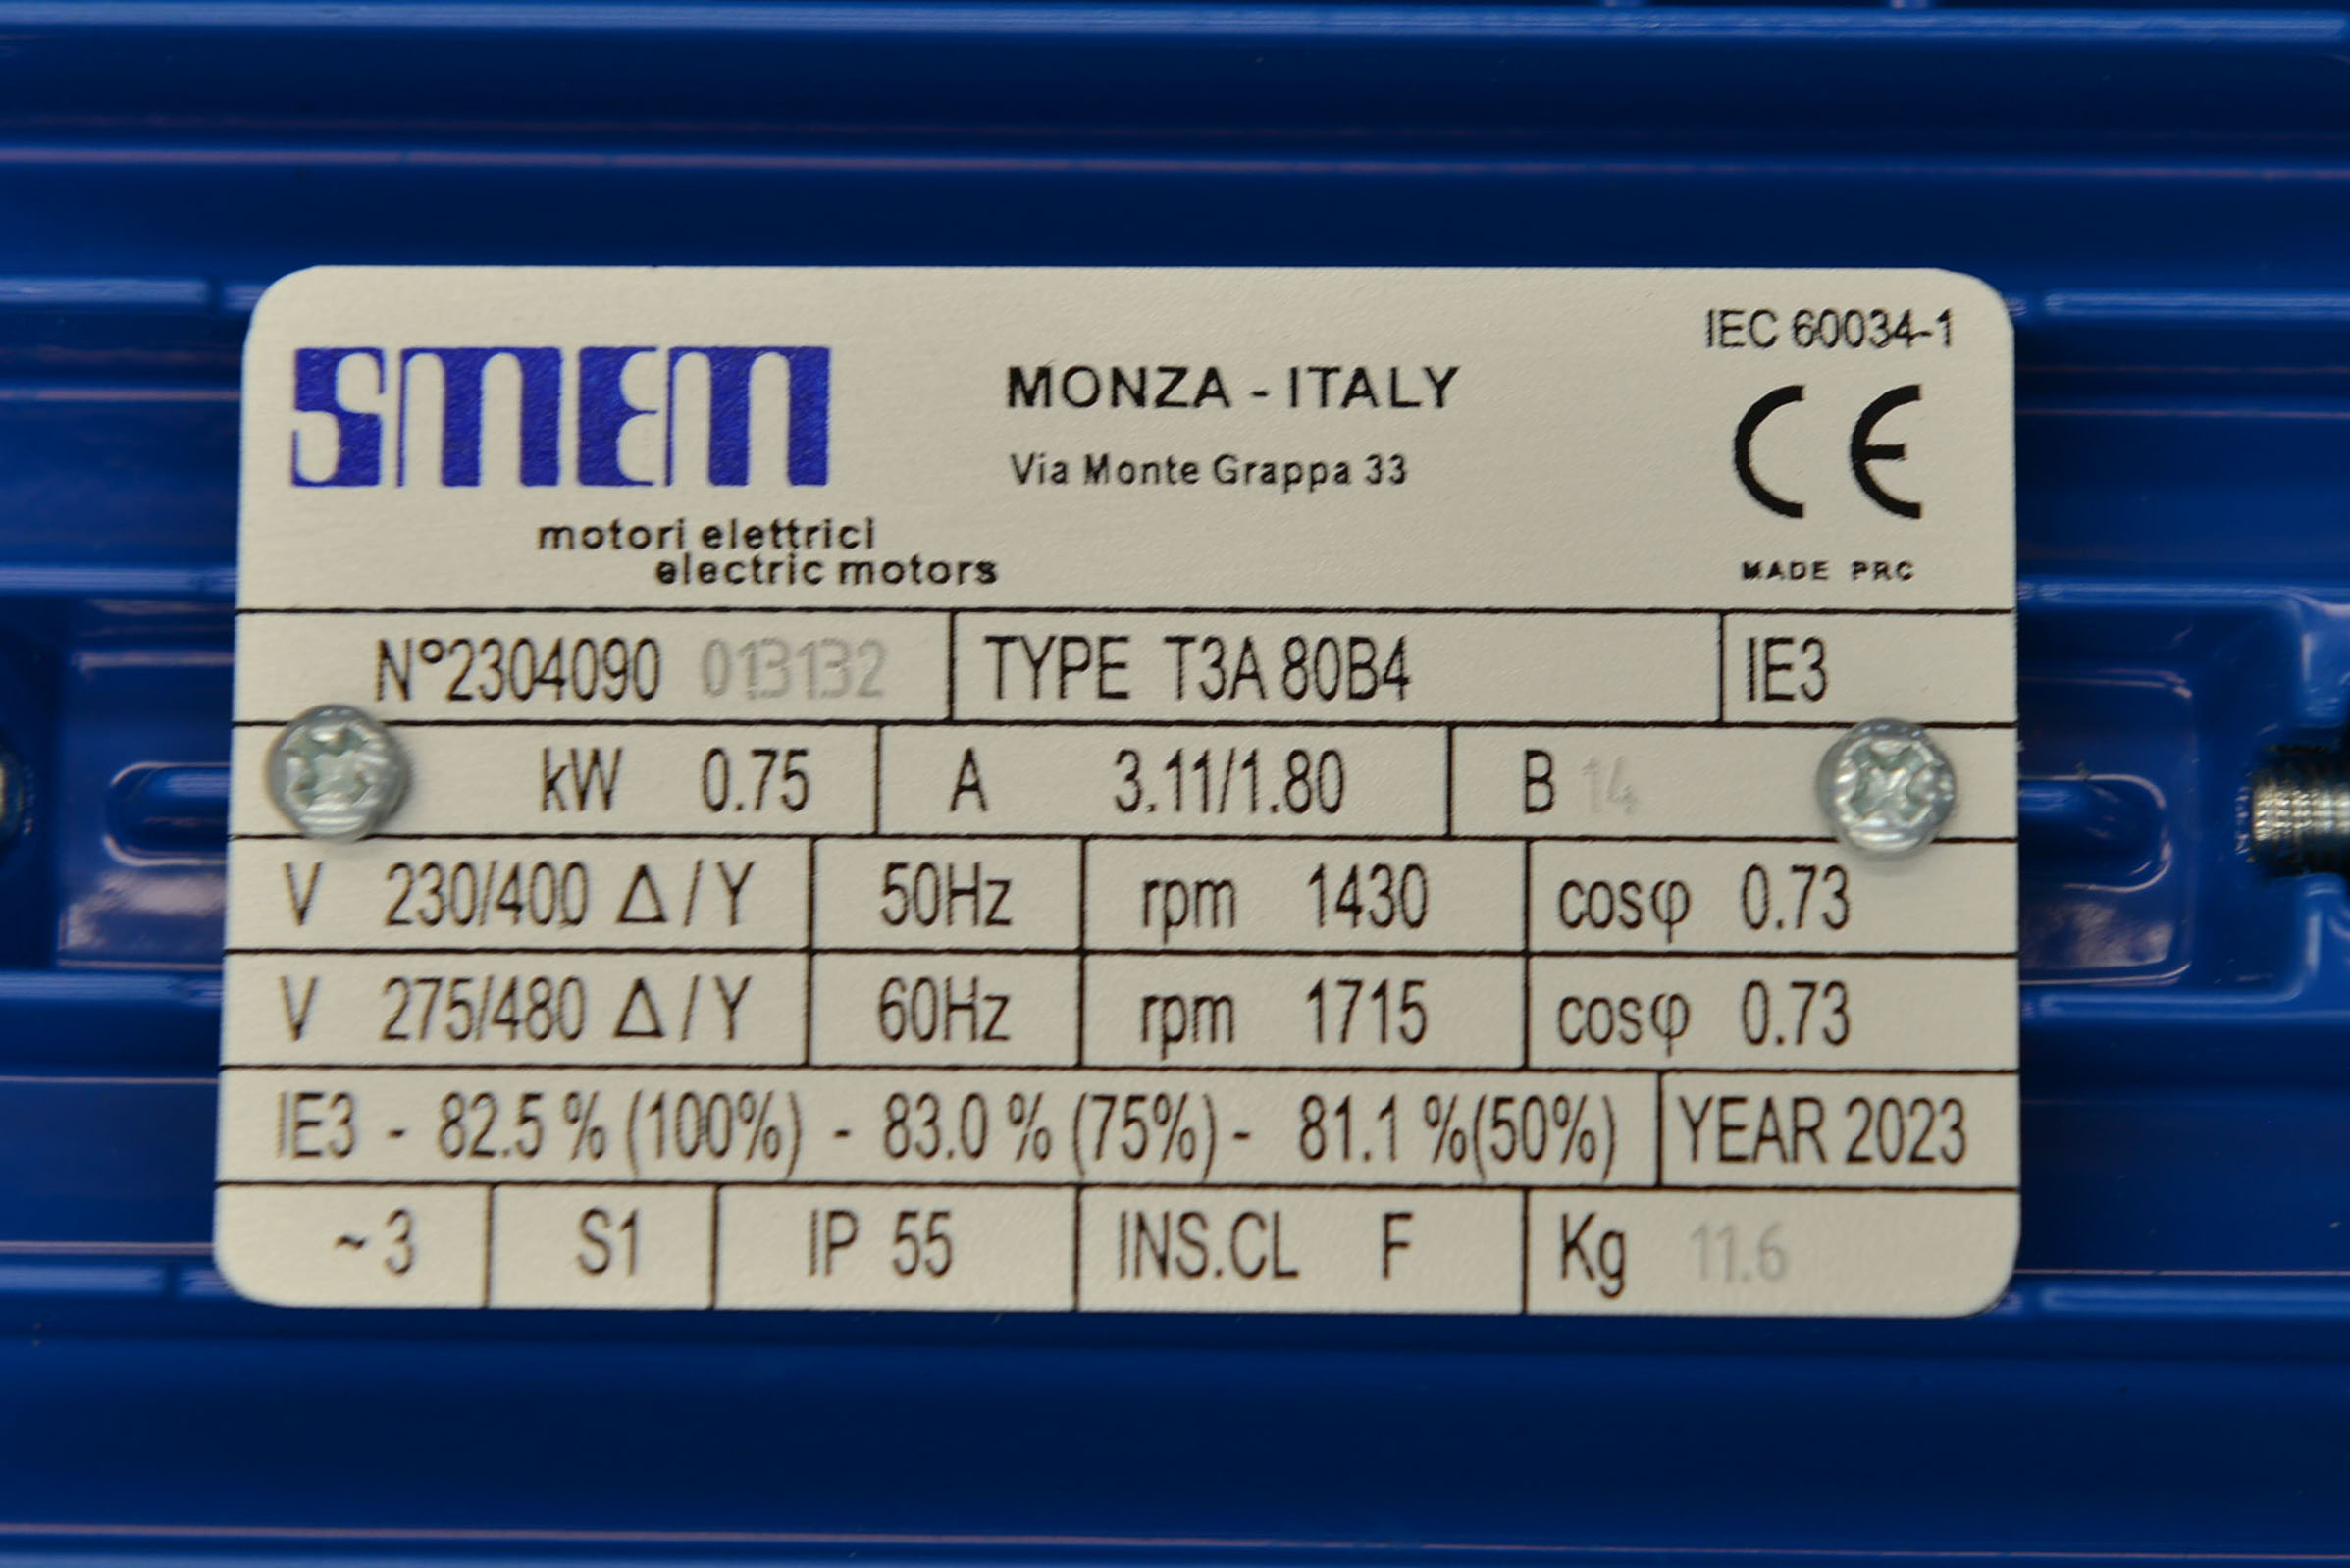 SMEM
motori elettrici
electric motors
MONZA - ITALY
Via Monte Grappa 33
IEC 60034-1
CE
MADE PRC
N°2304090 013132 TYPE T3A 80B4 IE3
kW 0.75 A 3.11/1.80 B 14
V 230/400 Δ/Y 50Hz rpm 1430 cosφ 0.73
V 275/480 Δ/Y 60Hz rpm 1715 cosφ 0.73
IE3 - 82.5 % (100%) - 83.0 % (75%) - 81.1 %(50%) YEAR 2023
~3 S1 IP 55 INS.CL F Kg 11.6